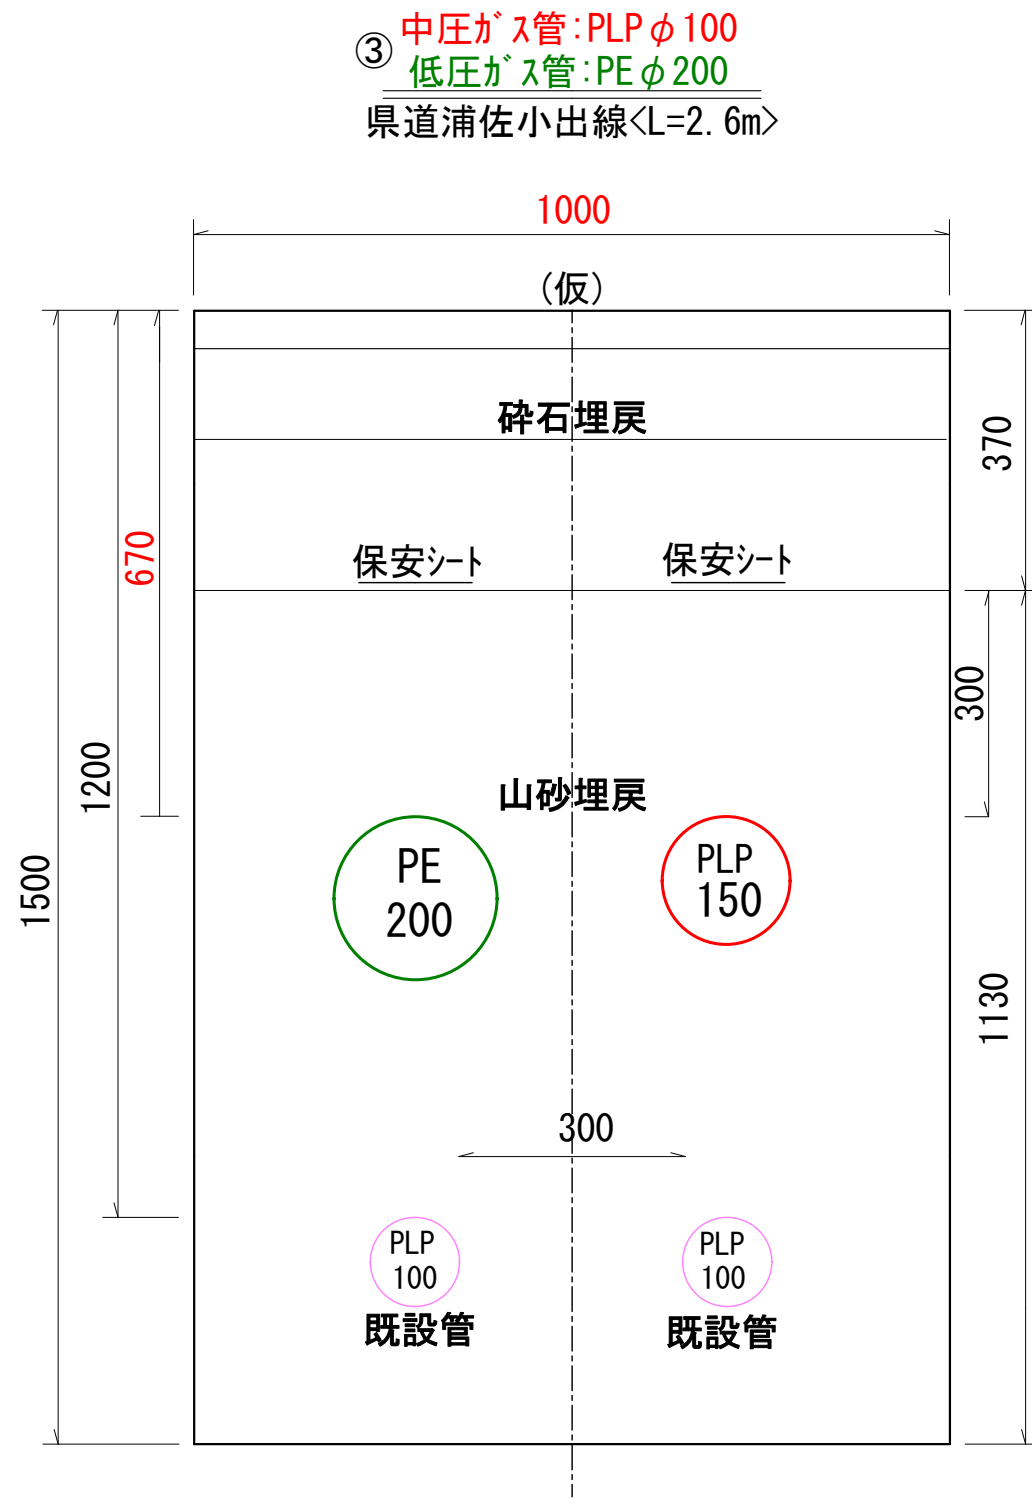 ③
中圧ｶﾞｽ管:PLPφ100
低圧ｶﾞｽ管:PEφ200
県道浦佐小出線<L=2.6m>
1000
(仮)
砕石埋戻
370
670
保安ｼｰﾄ
保安ｼｰﾄ
300
1200
山砂埋戻
1500
PE
200
PLP
150
1130
300
PLP
100
既設管
PLP
100
既設管